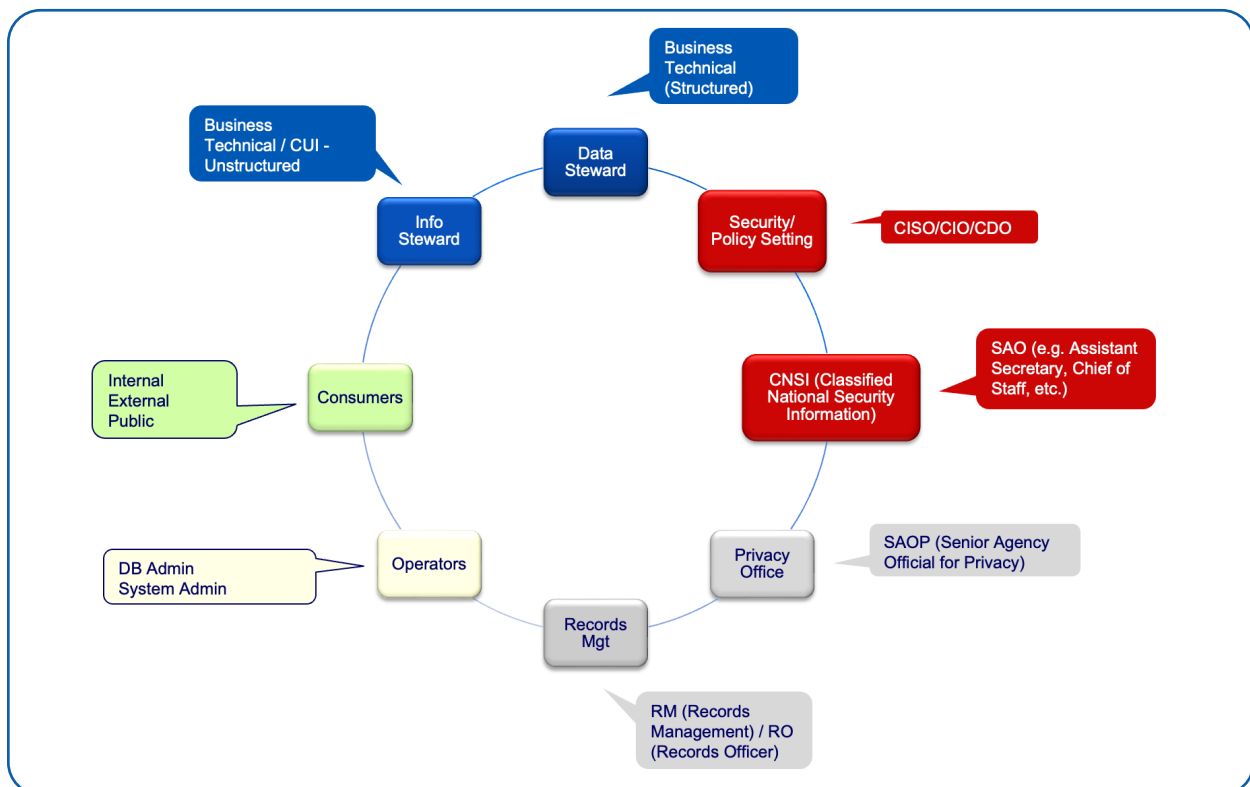 Business
Technical
(Structured)
Business
Technical / CUI -
Unstructured
Data
Steward
Info
Steward
Security/
Policy Setting
CISO/CIO/CDO
SAO (e.g. Assistant
Secretary, Chief of
Staff, etc.)
CNSI (Classified
National Security
Information)
Internal
External
Public
Consumers
DB Admin
System Admin
Operators
Privacy
Office
SAOP (Senior Agency
Official for Privacy)
Records
Mgt
RM (Records
Management) / RO
(Records Officer)